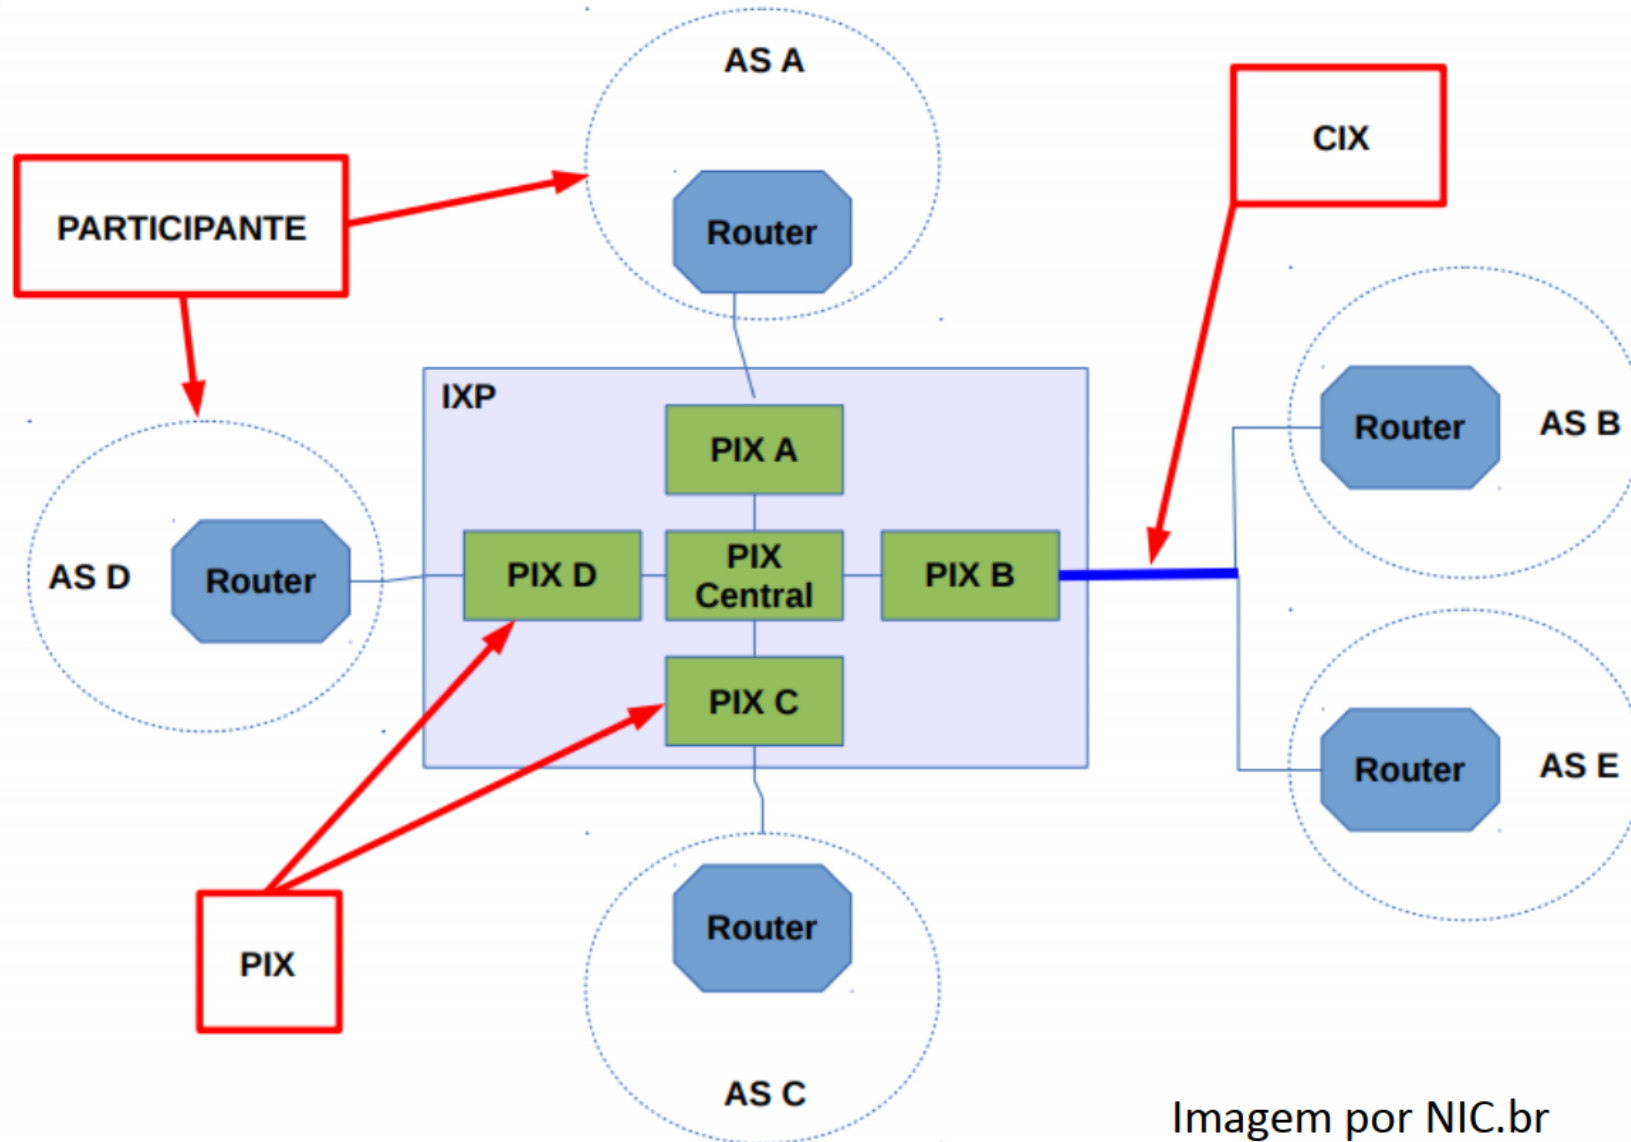 AS A
CIX
PARTICIPANTE
Router
IXP
PIX A
Router
AS B
AS D
Router
PIX D
PIX
Central
PIX B
PIX C
Router
AS E
Router
PIX
AS C
Imagem por NIC.br